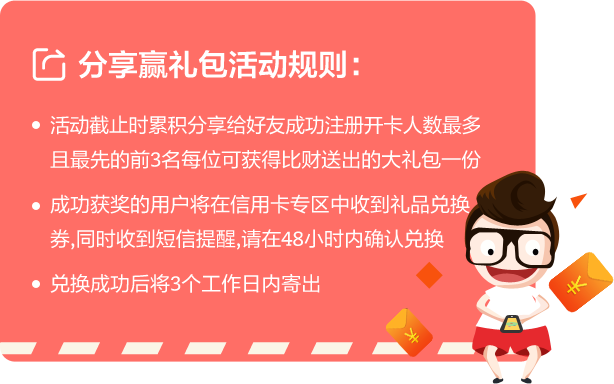 分享赢礼包活动规则：
活动截止时累积分享给好友成功注册开卡人数最多
且最先的前3名每位可获得比财送出的大礼包一份
成功获奖的用户将在信用卡专区中收到礼品兑换
券,同时收到短信提醒,请在48小时内确认兑换
兑换成功后将3个工作日内寄出